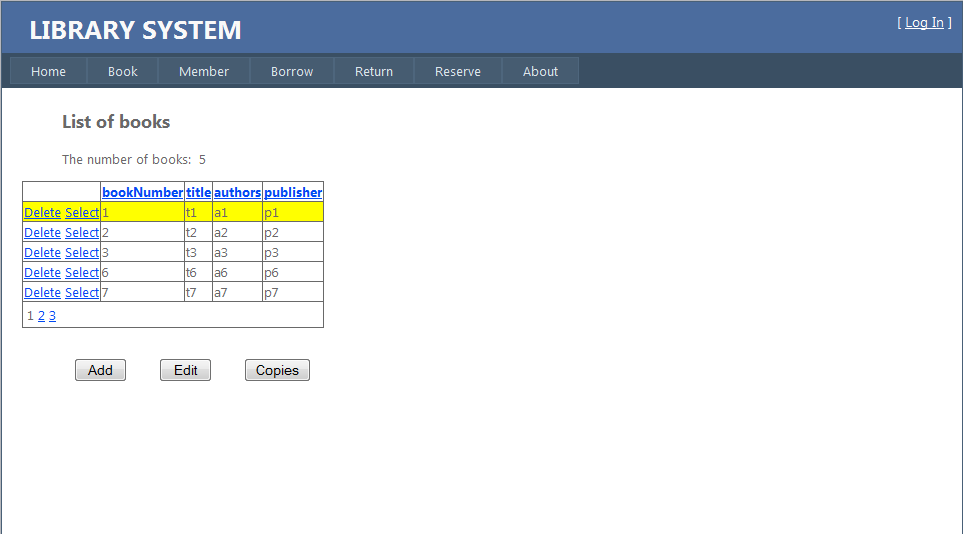 LIBRARY SYSTEM
[ Log In ]
Home Book Member Borrow Return Reserve About
List of books
The number of books: 5
bookNumber title authors publisher
Delete Select 1 t1 a1 p1
Delete Select 2 t2 a2 p2
Delete Select 3 t3 a3 p3
Delete Select 6 t6 a6 p6
Delete Select 7 t7 a7 p7
1 2 3
Add Edit Copies